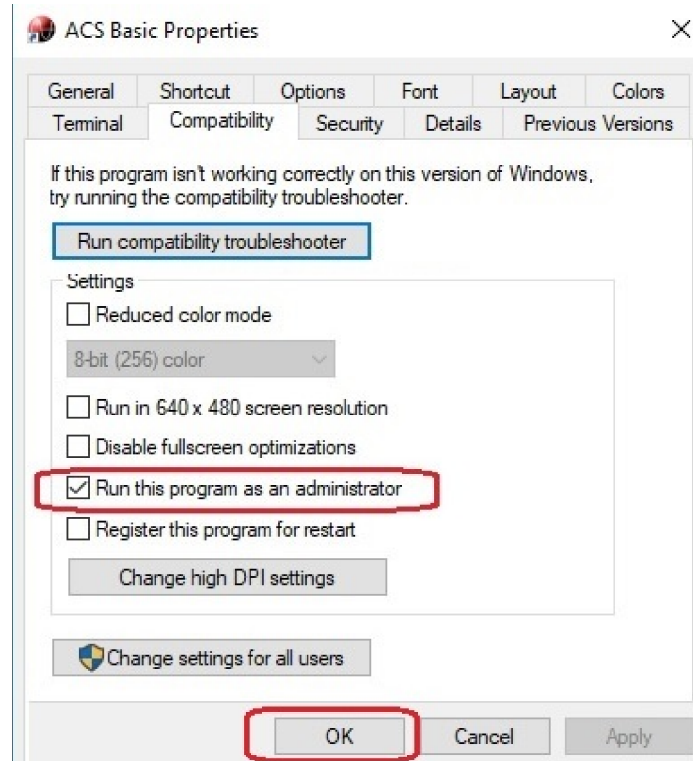 ACS Basic Properties
General Shortcut Options Font Layout Colors
Terminal Compatibility Security Details Previous Versions
If this program isn't working correctly on this version of Windows,
try running the compatibility troubleshooter.
Run compatibility troubleshooter
Settings
Reduced color mode
8-bit (256) color
Run in 640 x 480 screen resolution
Disable fullscreen optimizations
Run this program as an administrator
Register this program for restart
Change high DPI settings
Change settings for all users
OK Cancel Apply